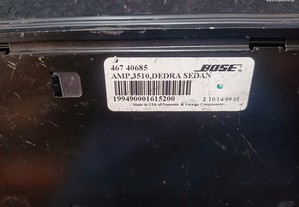 467 40685
BOSE
AMP,3510,DEDRA SEDAN
199490001615200
2 10/14/99 01
Made in USA of Domestic & Foreign Components